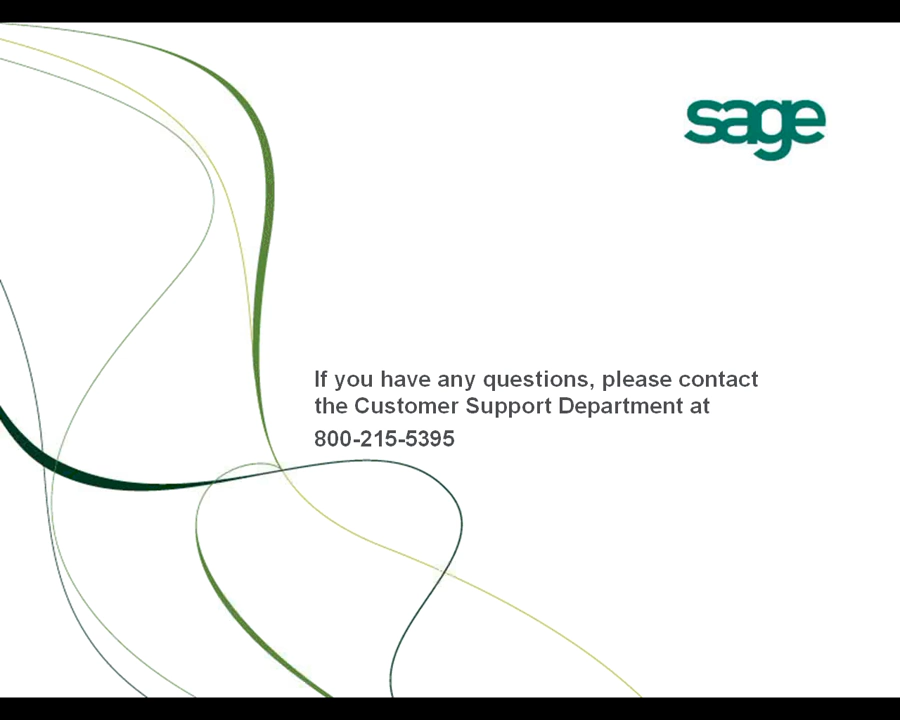 sage
If you have any questions, please contact
the Customer Support Department at
800-215-5395